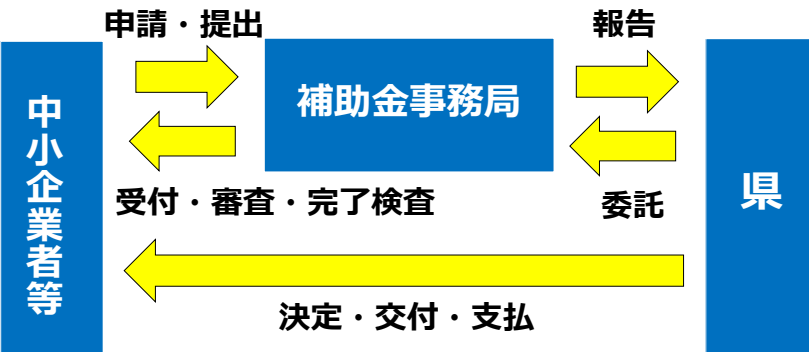 申請・提出
報告
中小企業者等
補助金事務局
県
受付・審査・完了検査
委託
決定・交付・支払